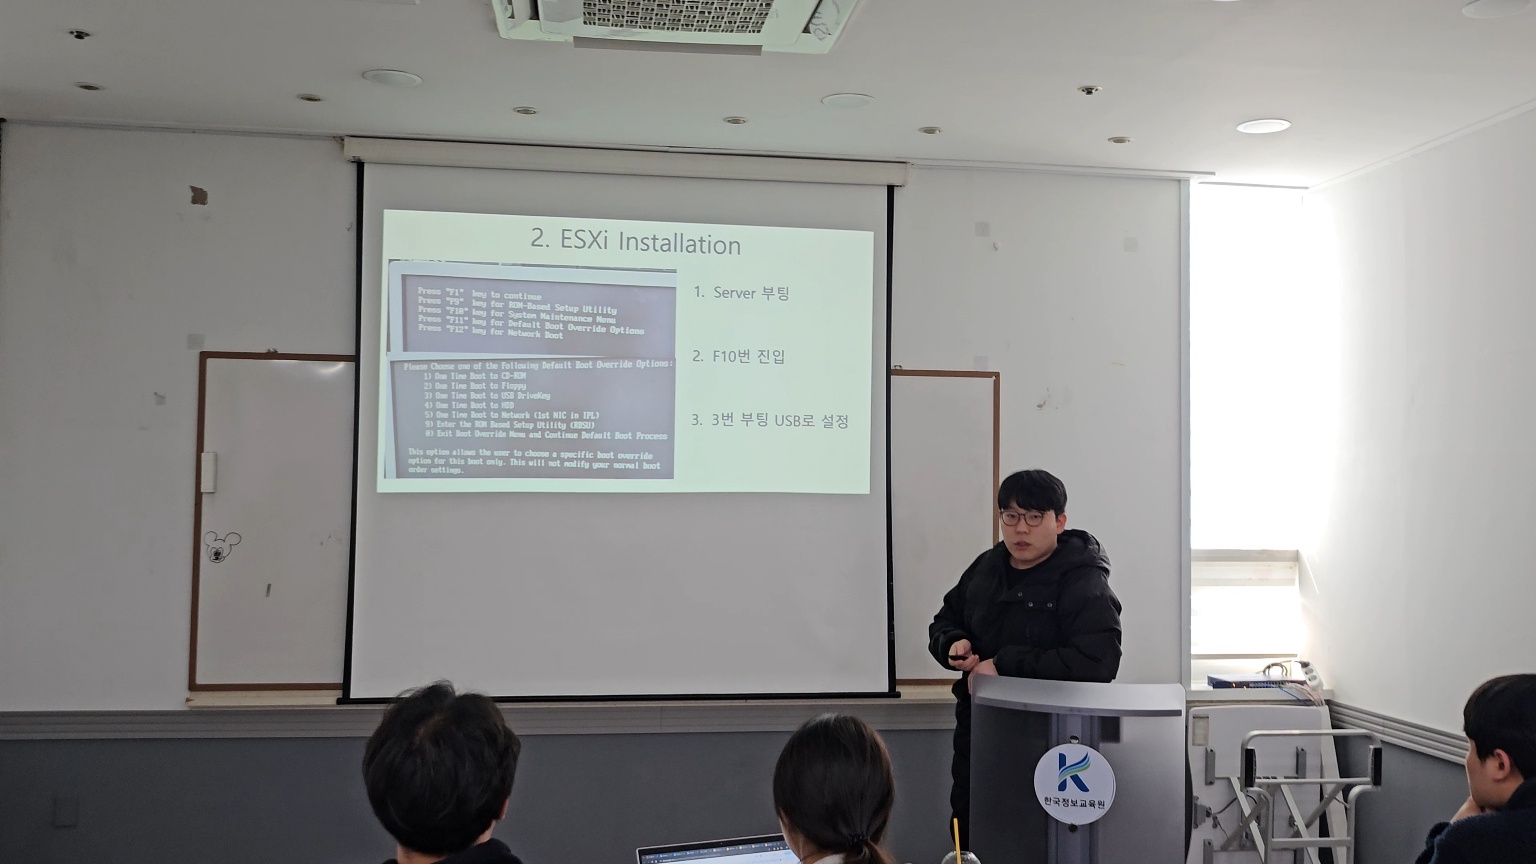 2. ESXi Installation
Press "F1" key to continue
Press "F9" key for ROM-Based Setup Utility
Press "F10" key for System Maintenance Menu
Press "F11" key for Default Boot Override Options
Press "F12" key for Network Boot
Please Choose one of the Following Default Boot Override Options:
1) One Time Boot to CD-ROM
2) One Time Boot to Floppy
3) One Time Boot to USB DriveKey
4) One Time Boot to HDD
5) One Time Boot to Network (1st NIC in IPL)
9) Enter the ROM Based Setup Utility (RBSU)
0) Exit Boot Override Menu and Continue Default Boot Process
This option allows the user to choose a specific boot override
option for this boot only. This will not modify your normal boot
order settings.
1. Server 부팅
2. F10번 진입
3. 3번 부팅 USB로 설정
K
한국정보교육원